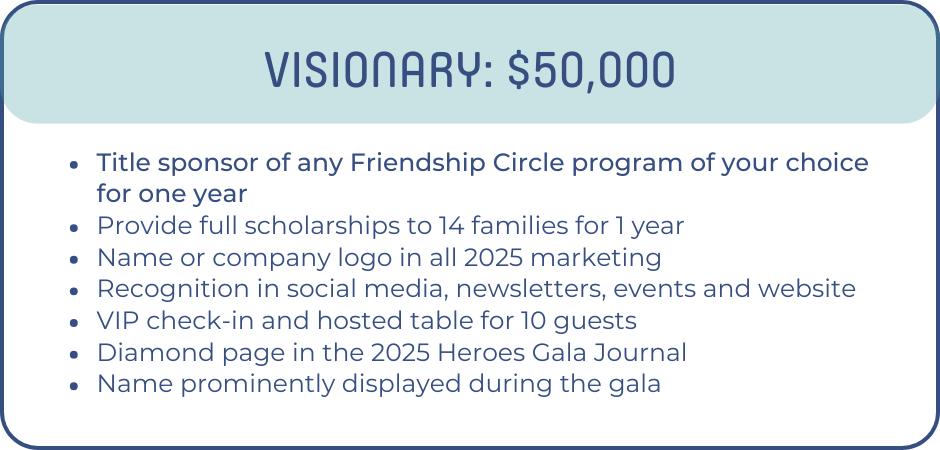 VISIONARY: $50,000
• Title sponsor of any Friendship Circle program of your choice
for one year
• Provide full scholarships to 14 families for 1 year
• Name or company logo in all 2025 marketing
• Recognition in social media, newsletters, events and website
• VIP check-in and hosted table for 10 guests
• Diamond page in the 2025 Heroes Gala Journal
• Name prominently displayed during the gala